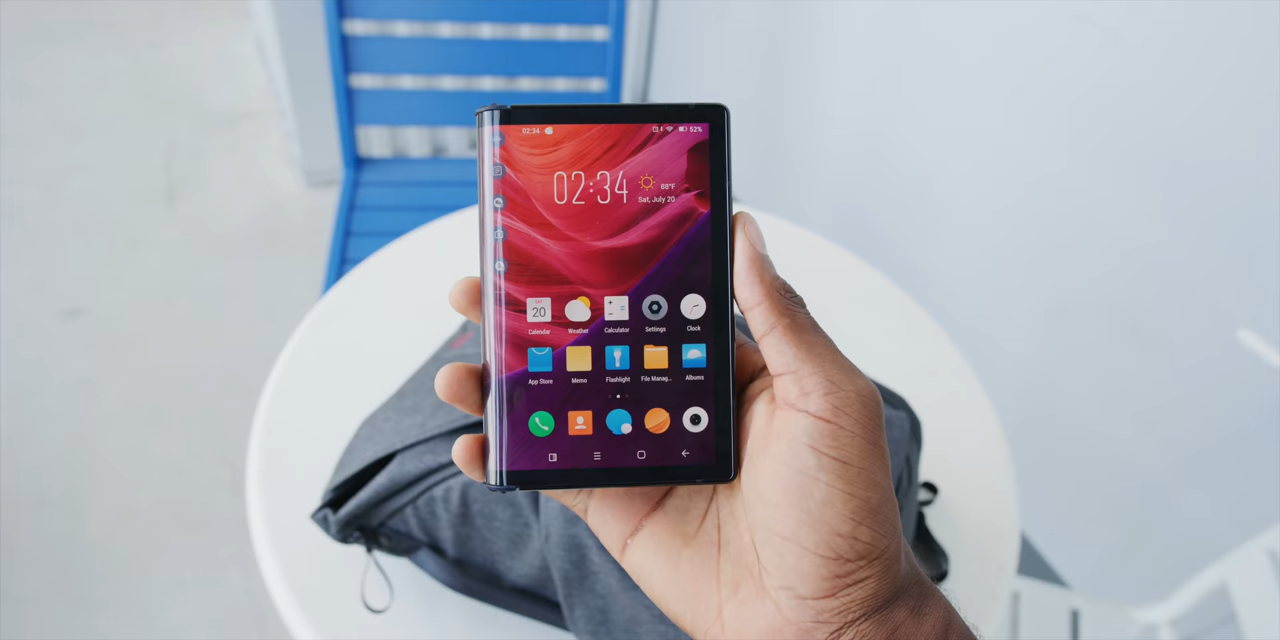 02:34 52%
02:34 88°F
Sat, July 20
SAT
20
Calendar Weather Calculator Settings Clock
App Store Memo Flashlight File Manag... Albums